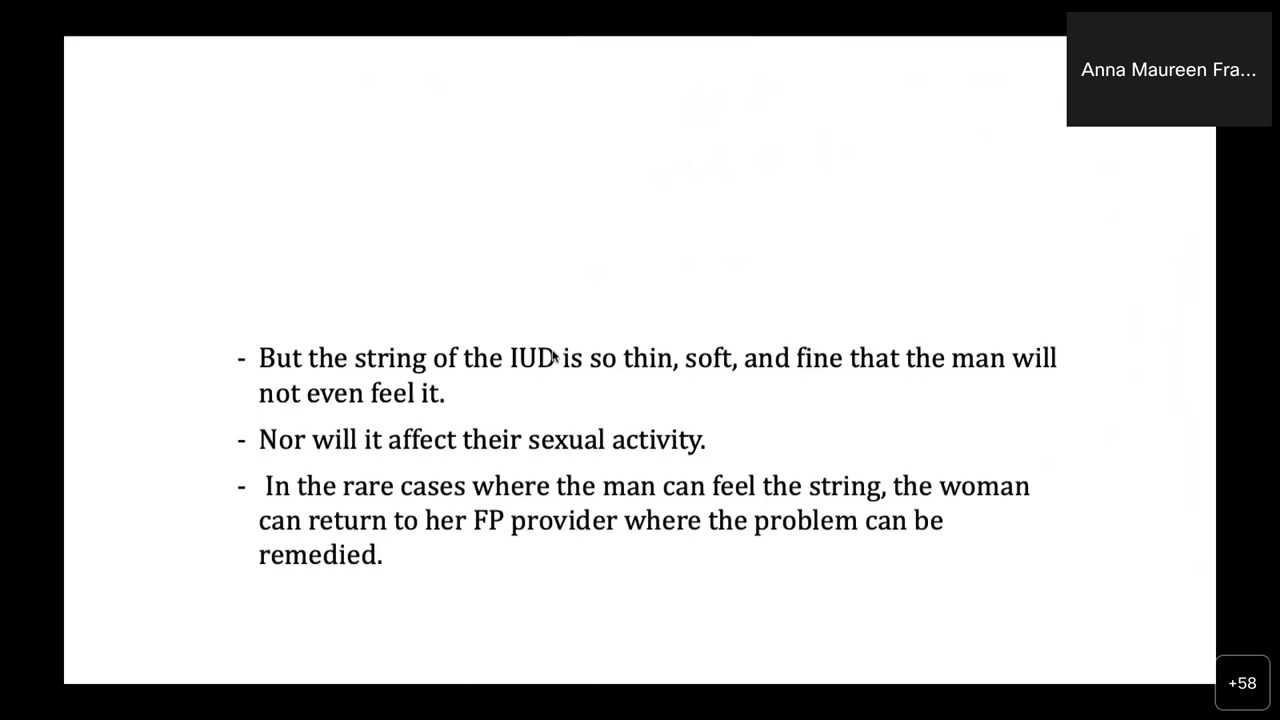 Anna Maureen Fra...
- But the string of the IUD is so thin, soft, and fine that the man will
not even feel it.
- Nor will it affect their sexual activity.
- In the rare cases where the man can feel the string, the woman
can return to her FP provider where the problem can be
remedied.
+58